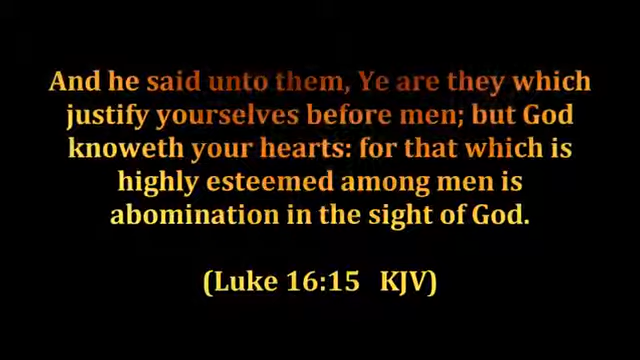 And he said unto them, Ye are they which
justify yourselves before men; but God
knoweth your hearts: for that which is
highly esteemed among men is
abomination in the sight of God.
(Luke 16:15 KJV)